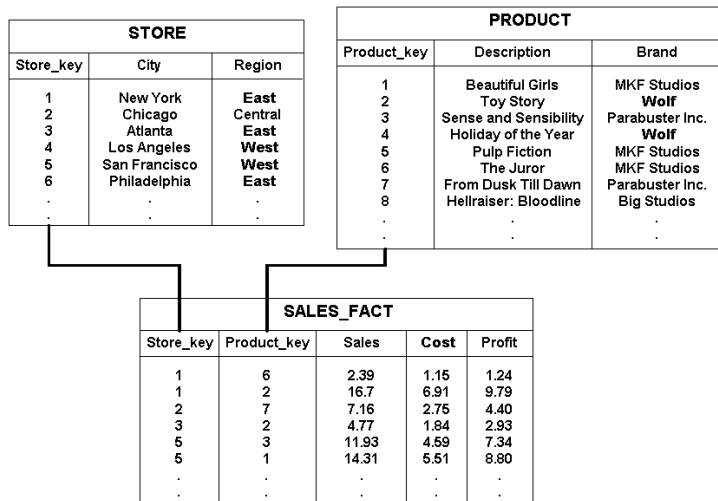 STORE
Store_key City Region
1 New York East
2 Chicago Central
3 Atlanta East
4 Los Angeles West
5 San Francisco West
6 Philadelphia East
. . .
. . .
PRODUCT
Product_key Description Brand
1 Beautiful Girls MKF Studios
2 Toy Story Wolf
3 Sense and Sensibility Parabuster Inc.
4 Holiday of the Year Wolf
5 Pulp Fiction MKF Studios
6 The Juror MKF Studios
7 From Dusk Till Dawn Parabuster Inc.
8 Hellraiser: Bloodline Big Studios
. . .
. . .
SALES_FACT
Store_key Product_key Sales Cost Profit
1 6 2.39 1.15 1.24
1 2 16.7 6.91 9.79
2 7 7.16 2.75 4.40
3 2 4.77 1.84 2.93
5 3 11.93 4.59 7.34
5 1 14.31 5.51 8.80
. . . . .
. . . . .